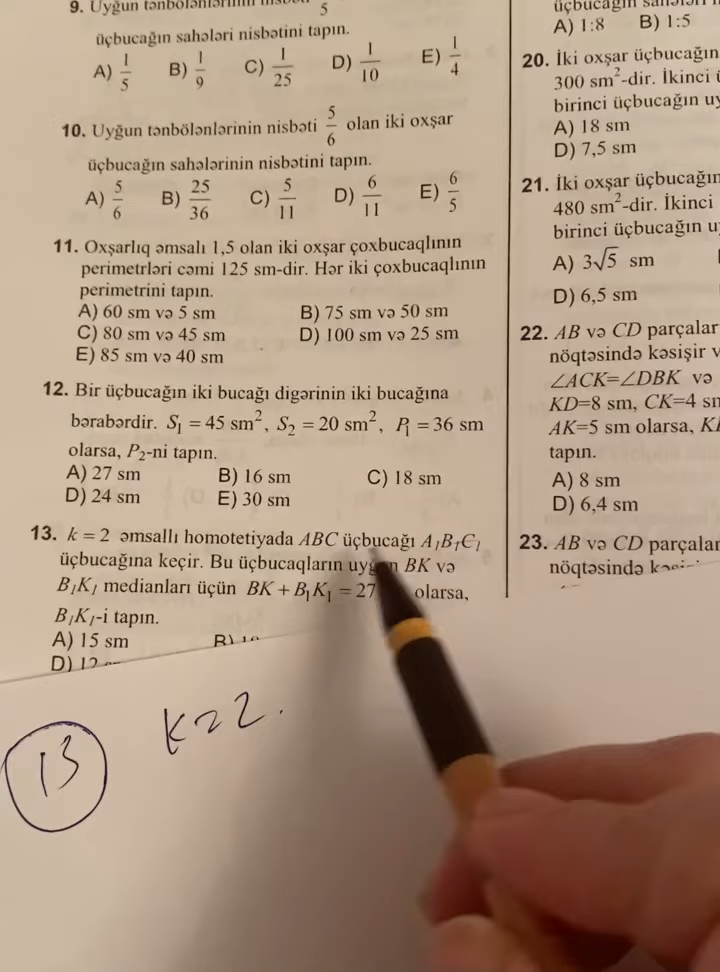 9. Uyğun tənbölənlərinin
5
üçbucağın sahələri nisbətini tapın.
A) 1/5 B) 1/9 C) 1/25 D) 1/10 E) 1/4
10. Uyğun tənbölənlərinin nisbəti 5/6 olan iki oxşar
üçbucağın sahələrinin nisbətini tapın.
A) 5/6 B) 25/36 C) 5/11 D) 6/11 E) 6/5
11. Oxşarlıq əmsalı 1,5 olan iki oxşar çoxbucaqlının
perimetrləri cəmi 125 sm-dir. Hər iki çoxbucaqlının
perimetrini tapın.
A) 60 sm və 5 sm B) 75 sm və 50 sm
C) 80 sm və 45 sm D) 100 sm və 25 sm
E) 85 sm və 40 sm
12. Bir üçbucağın iki bucağı digərinin iki bucağına
bərabərdir. S₁ = 45 sm², S₂ = 20 sm², P₁ = 36 sm
olarsa, P₂-ni tapın.
A) 27 sm B) 16 sm C) 18 sm
D) 24 sm E) 30 sm
13. k = 2 əmsallı homotetiyada ABC üçbucağı A₁B₁C₁
üçbucağına keçir. Bu üçbucaqların BK və
B₁K₁ medianları üçün BK + B₁K₁ = 27 olarsa,
B₁K₁-i tapın.
A) 15 sm
üçbucağın
A) 1:8 B) 1:5
20. İki oxşar üçbucağın
300 sm²-dir. İkinci
birinci üçbucağın
A) 18 sm
D) 7,5 sm
21. İki oxşar üçbucağın
480 sm²-dir. İkinci
birinci üçbucağın
A) 3√5 sm
D) 6,5 sm
22. AB və CD parçalar
nöqtəsində kəsişir
∠ACK=∠DBK və
KD=8 sm, CK=4
AK=5 sm olarsa,
tapın.
A) 8 sm
D) 6,4 sm
23. AB və CD parçalar
nöqtəsində
13 K=2.